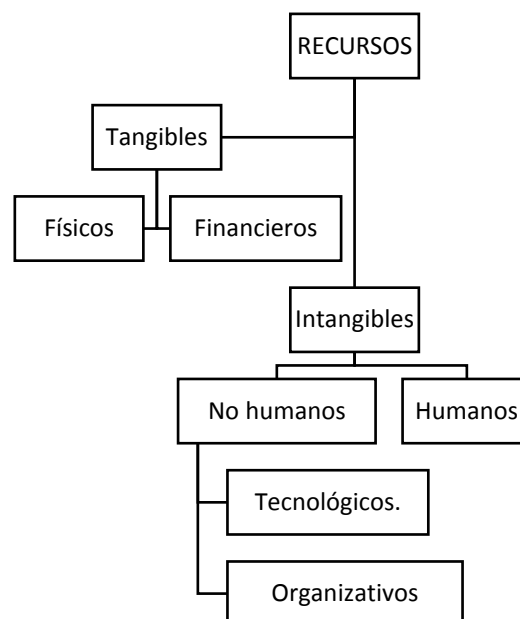 RECURSOS
Tangibles
Físicos
Financieros
Intangibles
No humanos
Humanos
Tecnológicos.
Organizativos